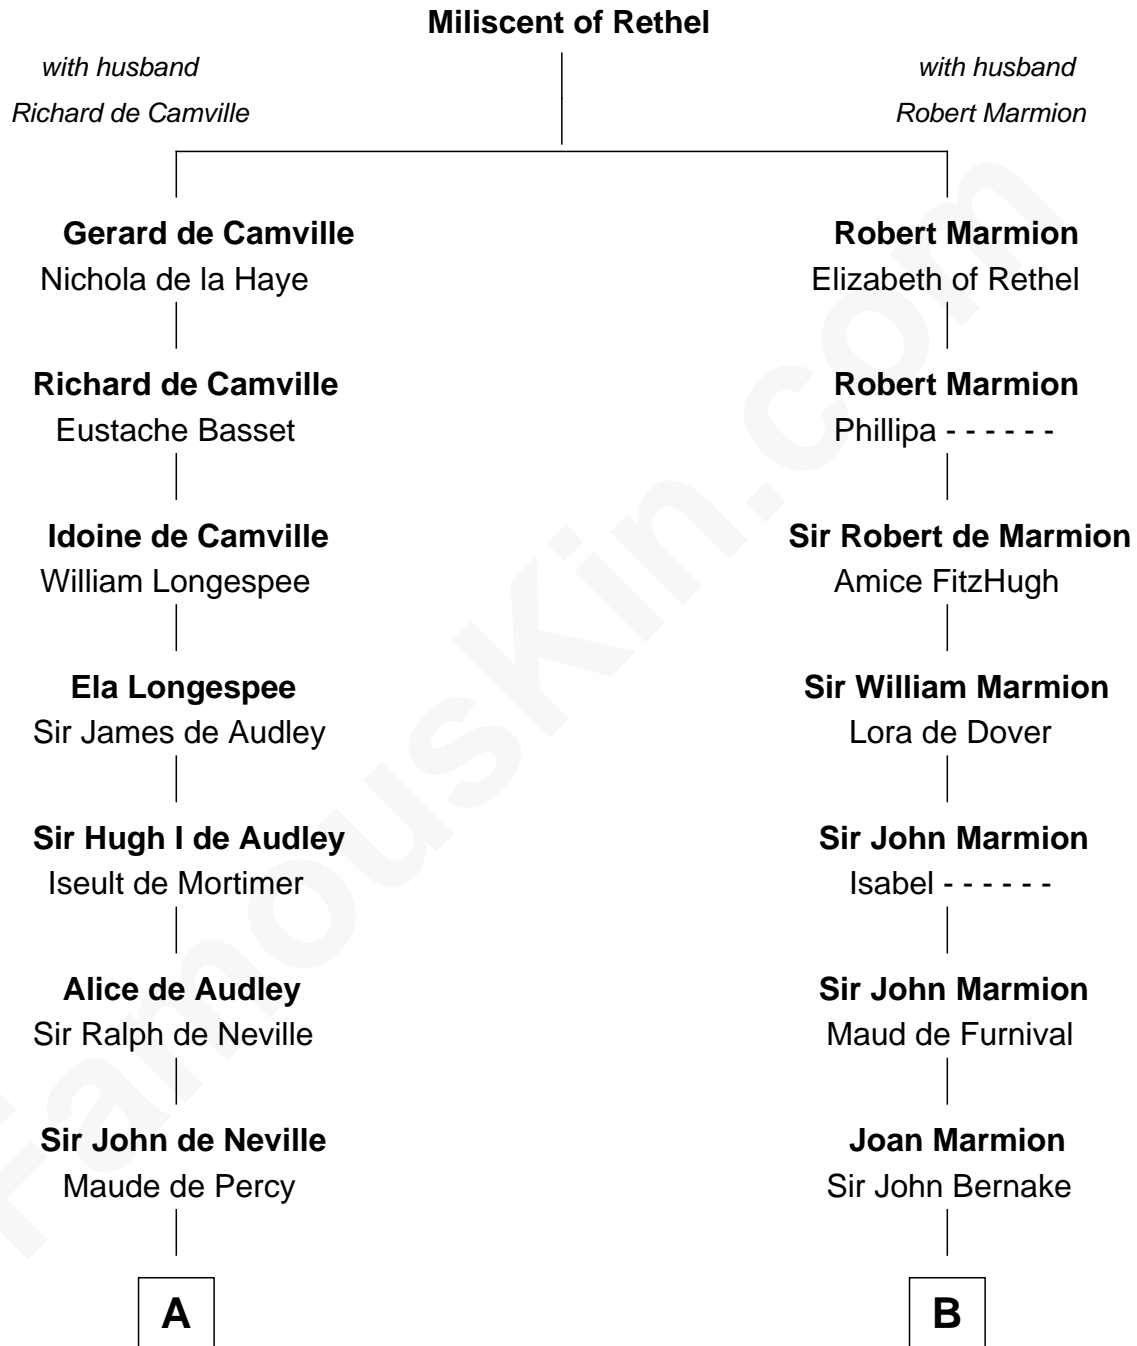 Miliscent of Rethel
with husband
Richard de Camville
with husband
Robert Marmion
Gerard de Camville
Nichola de la Haye
Robert Marmion
Elizabeth of Rethel
Richard de Camville
Eustache Basset
Robert Marmion
Phillipa - - - - - -
Idoine de Camville
William Longespee
Sir Robert de Marmion
Amice FitzHugh
Ela Longespee
Sir James de Audley
Sir William Marmion
Lora de Dover
Sir Hugh I de Audley
Iseult de Mortimer
Sir John Marmion
Isabel - - - - - -
Alice de Audley
Sir Ralph de Neville
Sir John Marmion
Maud de Furnival
Sir John de Neville
Maude de Percy
Joan Marmion
Sir John Bernake
A
B
FamousKin.com